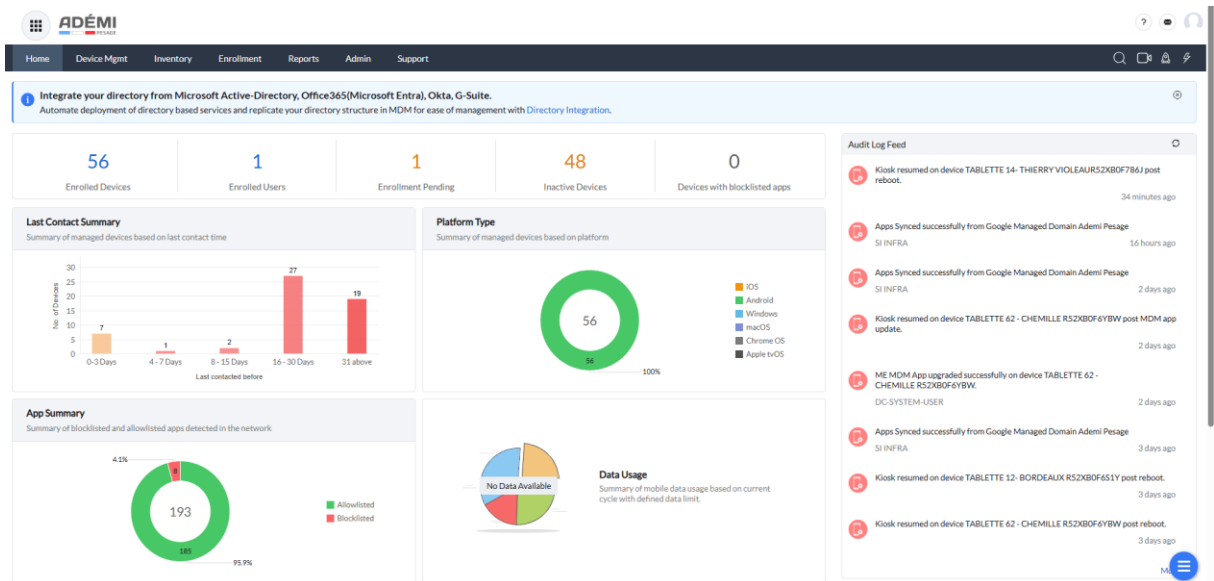 ADÉMI
PESAGE
?
Home Device Mgmt Inventory Enrollment Reports Admin Support
Integrate your directory from Microsoft Active-Directory, Office365(Microsoft Entra), Okta, G-Suite.
Automate deployment of directory based services and replicate your directory structure in MDM for ease of management with Directory Integration.
56 1 1 48 0
Enrolled Devices Enrolled Users Enrollment Pending Inactive Devices Devices with blocklisted apps
Last Contact Summary
Summary of managed devices based on last contact time
No. of Devices
30
25
20
15
10
5
0
7 1 2 27 19
0-3 Days 4 - 7 Days 8 - 15 Days 16 - 30 Days 31 above
Last contacted before
Platform Type
Summary of managed devices based on platform
56
56
100%
iOS
Android
Windows
macOS
Chrome OS
Apple tvOS
App Summary
Summary of blocklisted and allowlisted apps detected in the network
4.1%
8
193
185
95.9%
Allowlisted
Blocklisted
No Data Available
Data Usage
Summary of mobile data usage based on current
cycle with defined data limit.
Audit Log Feed
Kiosk resumed on device TABLETTE 14- THIERRY VIOLEAUR52XB0F786J post
reboot.
34 minutes ago
Apps Synced successfully from Google Managed Domain Ademi Pesage
SI INFRA 16 hours ago
Apps Synced successfully from Google Managed Domain Ademi Pesage
SI INFRA 2 days ago
Kiosk resumed on device TABLETTE 62 - CHEMILLE R52XB0F6YBW post MDM app
update.
2 days ago
ME MDM App upgraded successfully on device TABLETTE 62 -
CHEMILLE R52XB0F6YBW.
DC-SYSTEM-USER 2 days ago
Apps Synced successfully from Google Managed Domain Ademi Pesage
SI INFRA 3 days ago
Kiosk resumed on device TABLETTE 12- BORDEAUX R52XB0F651Y post reboot.
3 days ago
Kiosk resumed on device TABLETTE 62 - CHEMILLE R52XB0F6YBW post reboot.
3 days ago